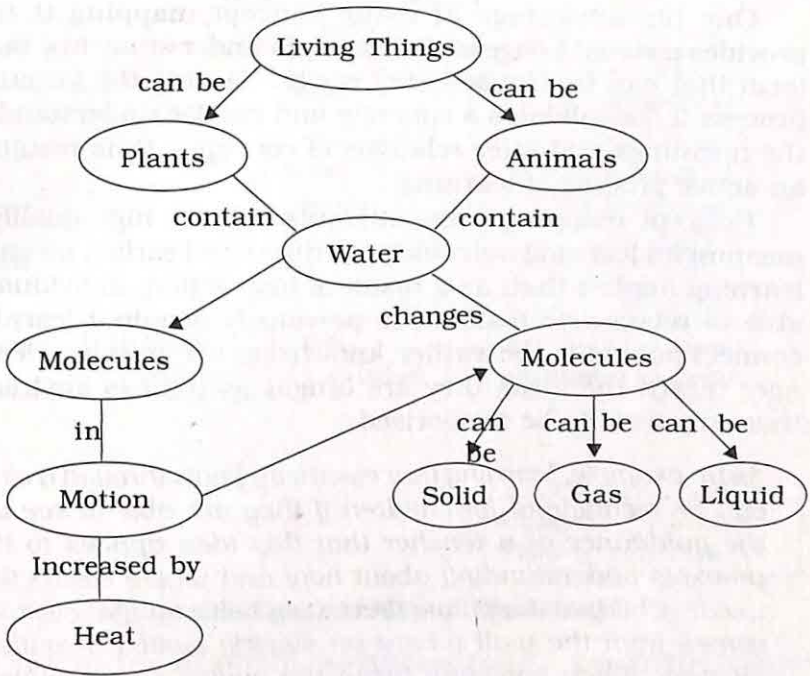 Living Things
can be
can be
Plants
Animals
contain
contain
Water
changes
Molecules
Molecules
in
can
be
can be
can be
Motion
Solid
Gas
Liquid
Increased by
Heat